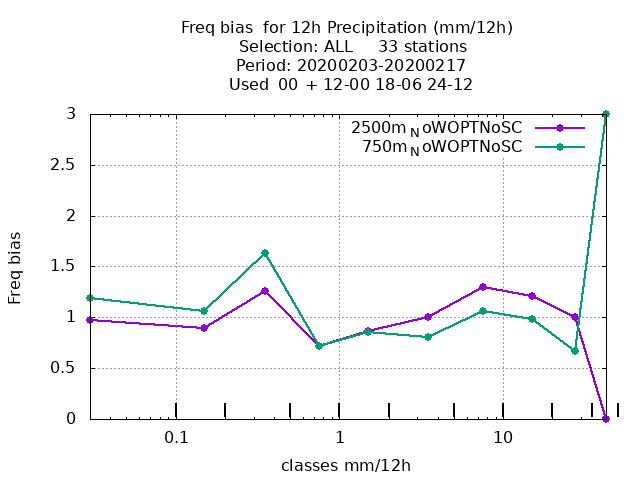 Freq bias  for 12h Precipitation (mm/12h)
Selection: ALL     33 stations
Period: 20200203-20200217
Used  00 + 12-00 18-06 24-12
2500m_NoWOPTNoSC
750m_NoWOPTNoSC
3
2.5
2
1.5
1
0.5
0
Freq bias
0.1 1 10
classes mm/12h